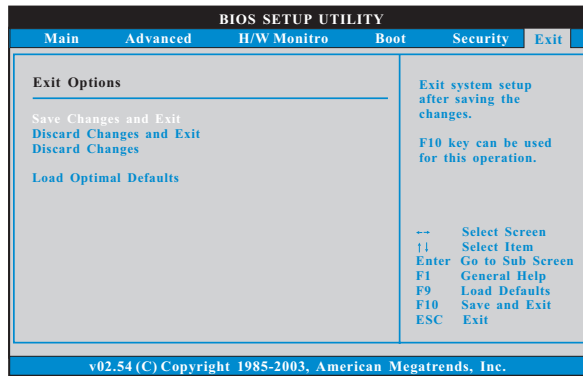 BIOS SETUP UTILITY
Main Advanced H/W Monitro Boot Security Exit
Exit Options
Save Changes and Exit
Discard Changes and Exit
Discard Changes
Load Optimal Defaults
Exit system setup
after saving the
changes.
F10 key can be used
for this operation.
←→ Select Screen
↑↓ Select Item
Enter Go to Sub Screen
F1 General Help
F9 Load Defaults
F10 Save and Exit
ESC Exit
v02.54 (C) Copyright 1985-2003, American Megatrends, Inc.